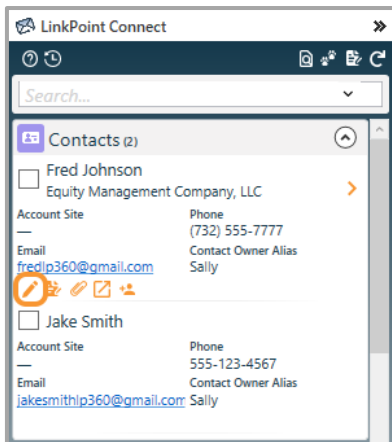 LinkPoint Connect
Search...
Contacts (2)
Fred Johnson
Equity Management Company, LLC
Account Site Phone
— (732) 555-7777
Email Contact Owner Alias
fredlp360@gmail.com Sally
Jake Smith
Account Site Phone
— 555-123-4567
Email Contact Owner Alias
jakesmithlp360@gmail.com Sally